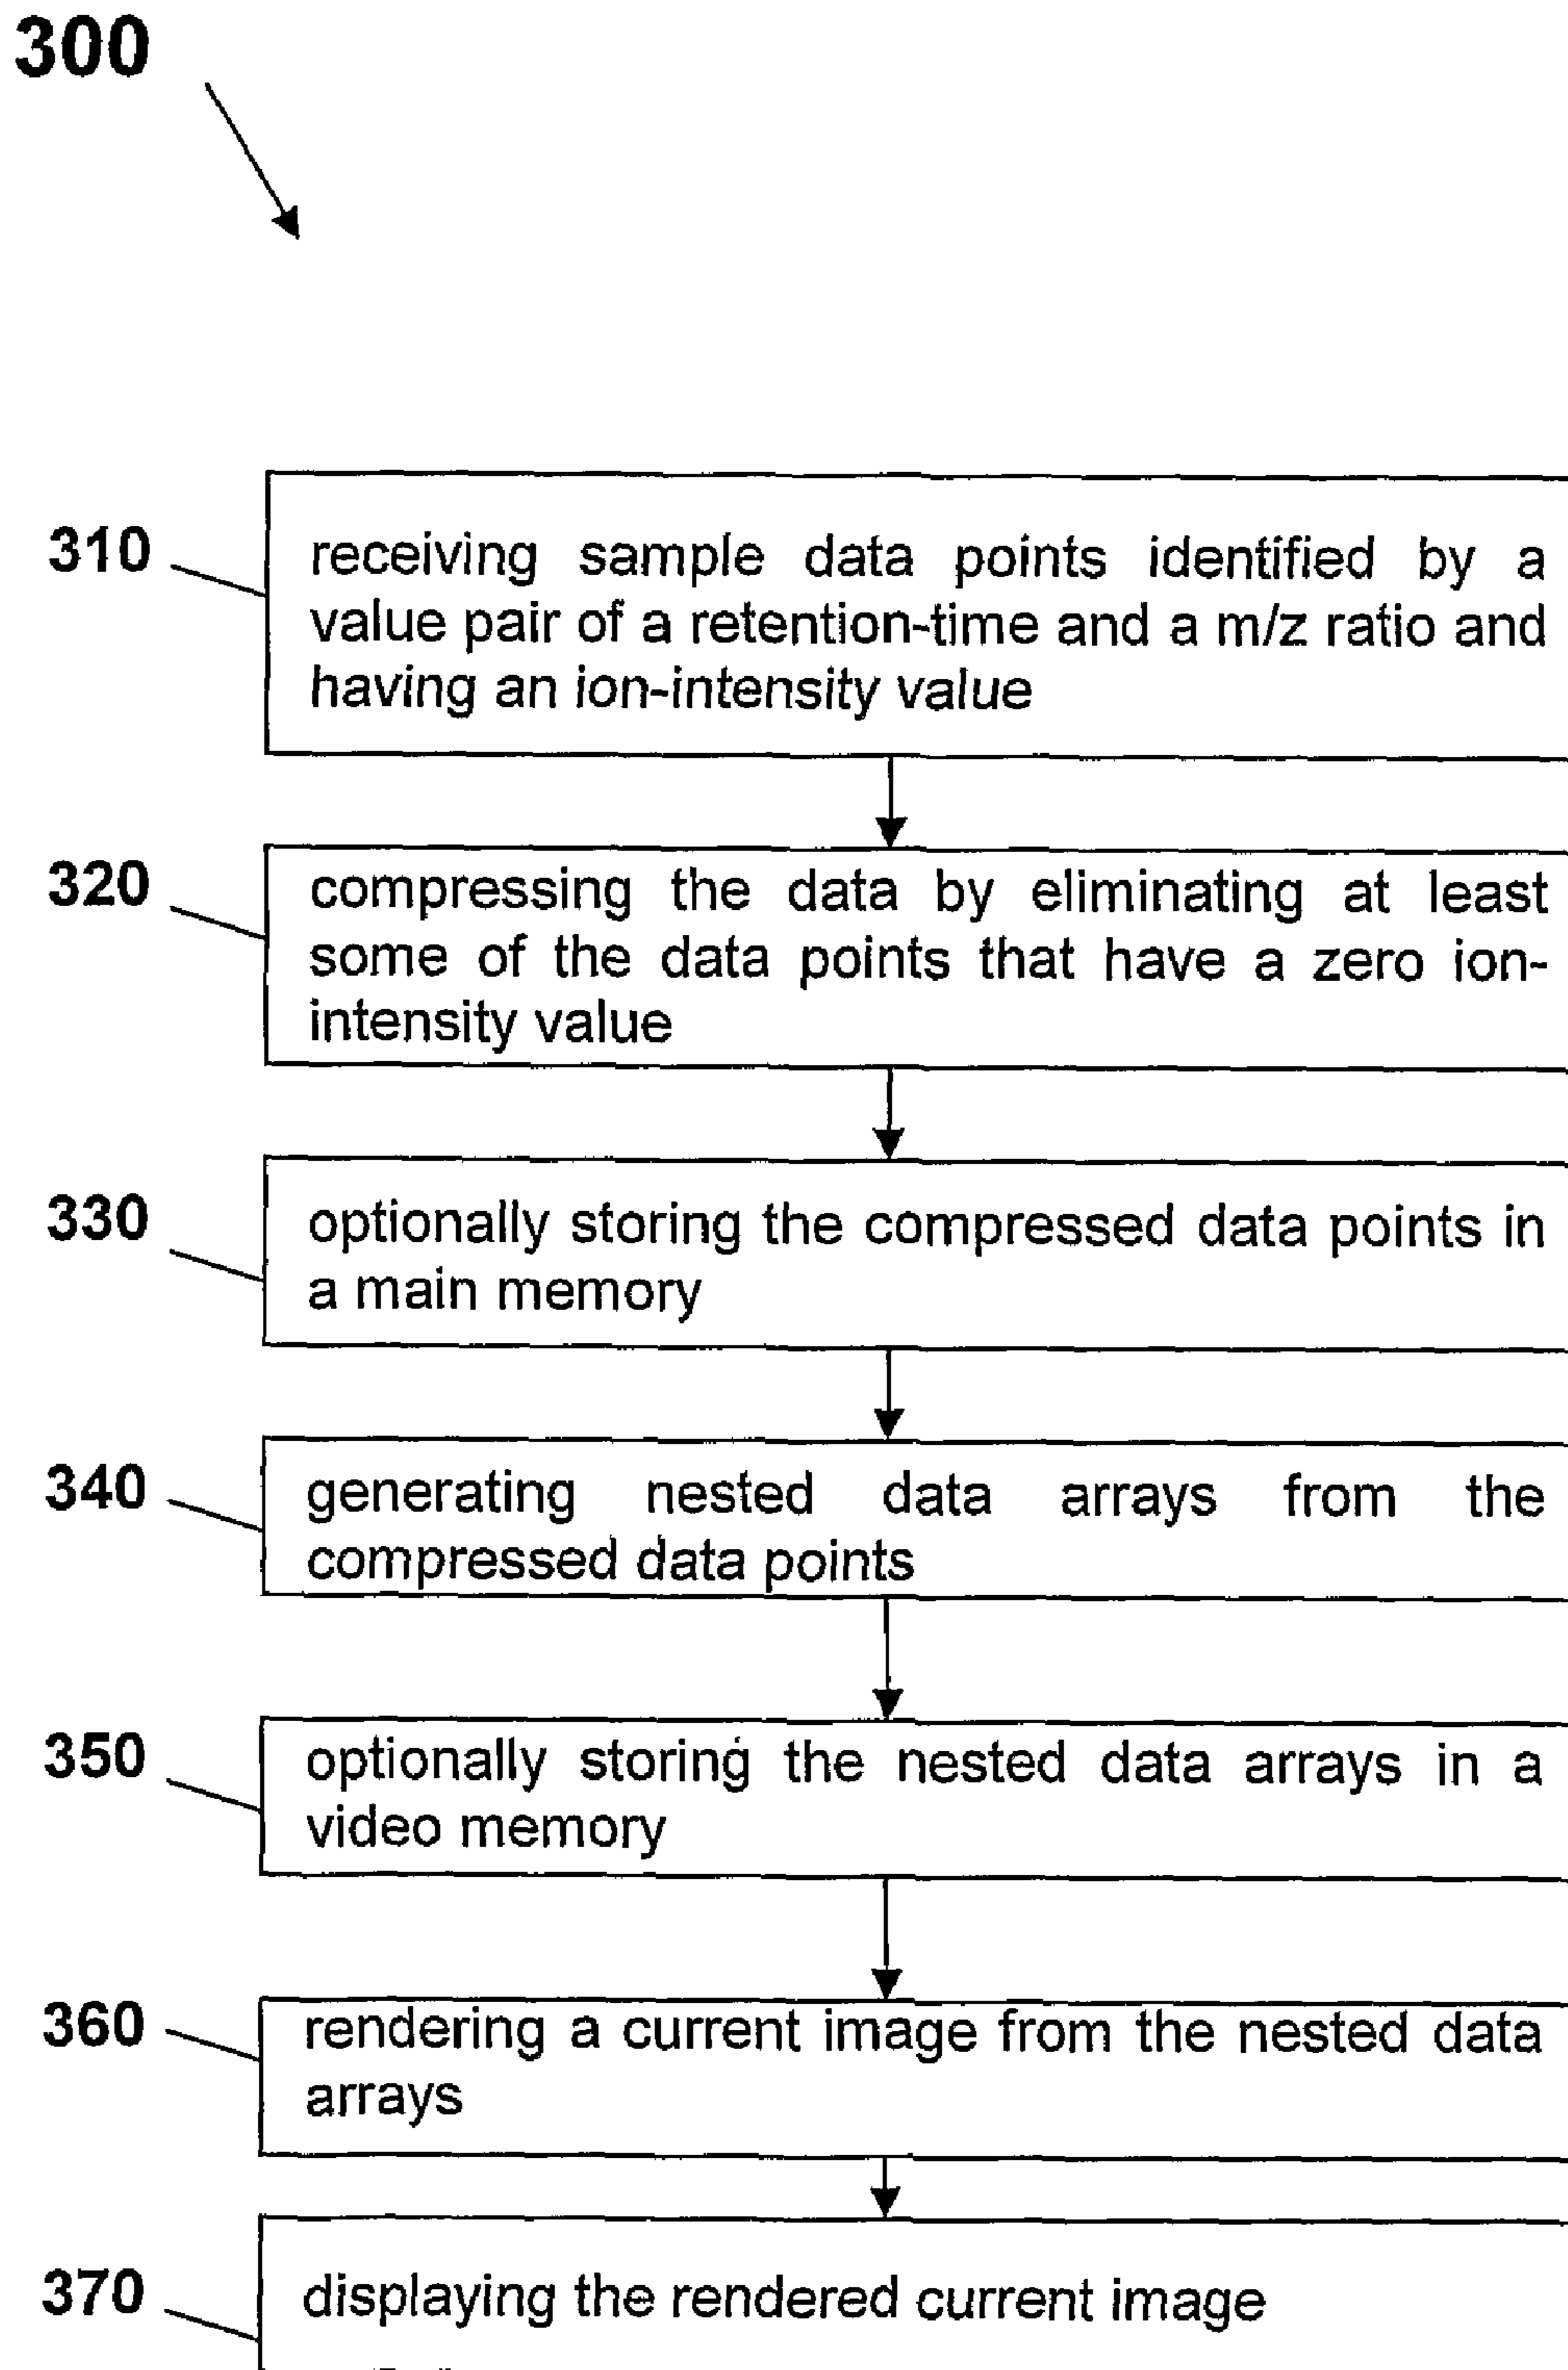 300
310
receiving sample data points identified by a
value pair of a retention-time and a m/z ratio and
having an ion-intensity value
320
compressing the data by eliminating at least
some of the data points that have a zero ion-
intensity value
330
optionally storing the compressed data points in
a main memory
340
generating nested data arrays from the
compressed data points
350
optionally storing the nested data arrays in a
video memory
360
rendering a current image from the nested data
arrays
370
displaying the rendered current image